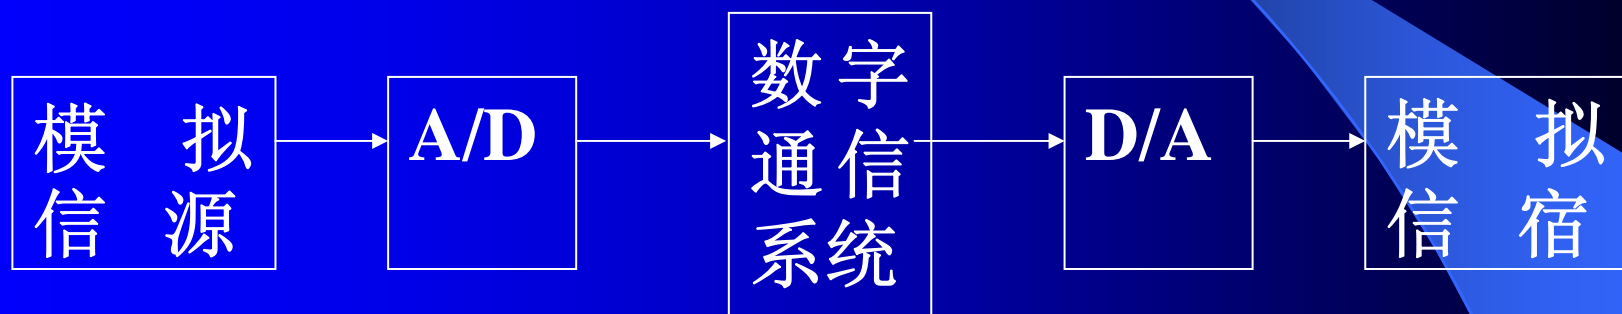 模 拟
信 源
A/D
数 字
通 信
系统
D/A
模 拟
信 宿